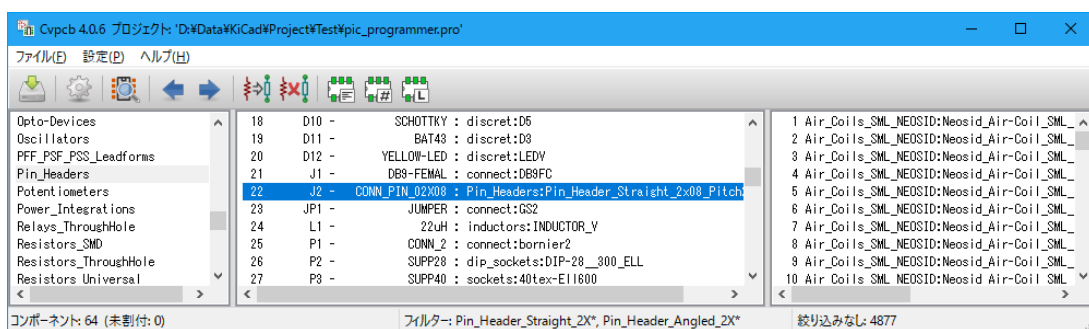 Cvpcb 4.0.6 プロジェクト: 'D:¥Data¥KiCad¥Project¥Test¥pic_programmer.pro'
ファイル(F) 設定(P) ヘルプ(H)
Opto-Devices
Oscillators
PFF_PSF_PSS_Leadforms
Pin_Headers
Potentiometers
Power_Integrations
Relays_ThroughHole
Resistors_SMD
Resistors_ThroughHole
Resistors Universal
18 D10 - SCHOTTKY : discret:D5
19 D11 - BAT43 : discret:D3
20 D12 - YELLOW-LED : discret:LEDV
21 J1 - DB9-FEMAL : connect:DB9FC
22 J2 - CONN_PIN_02X08 : Pin_Headers:Pin_Header_Straight_2x08_Pitch
23 JP1 - JUMPER : connect:GS2
24 L1 - 22uH : inductors:INDUCTOR_V
25 P1 - CONN_2 : connect:bornier2
26 P2 - SUPP28 : dip_sockets:DIP-28__300_ELL
27 P3 - SUPP40 : sockets:40tex-Ell600
1 Air_Coils_SML_NEOSID:Neosid_Air-Coil_SML_
2 Air_Coils_SML_NEOSID:Neosid_Air-Coil_SML_
3 Air_Coils_SML_NEOSID:Neosid_Air-Coil_SML_
4 Air_Coils_SML_NEOSID:Neosid_Air-Coil_SML_
5 Air_Coils_SML_NEOSID:Neosid_Air-Coil_SML_
6 Air_Coils_SML_NEOSID:Neosid_Air-Coil_SML_
7 Air_Coils_SML_NEOSID:Neosid_Air-Coil_SML_
8 Air_Coils_SML_NEOSID:Neosid_Air-Coil_SML_
9 Air_Coils_SML_NEOSID:Neosid_Air-Coil_SML_
10 Air_Coils_SML_NEOSID:Neosid_Air-Coil_SML_
コンポーネント: 64 (未割付: 0)
フィルター: Pin_Header_Straight_2X*, Pin_Header_Angled_2X*
絞り込みなし: 4877